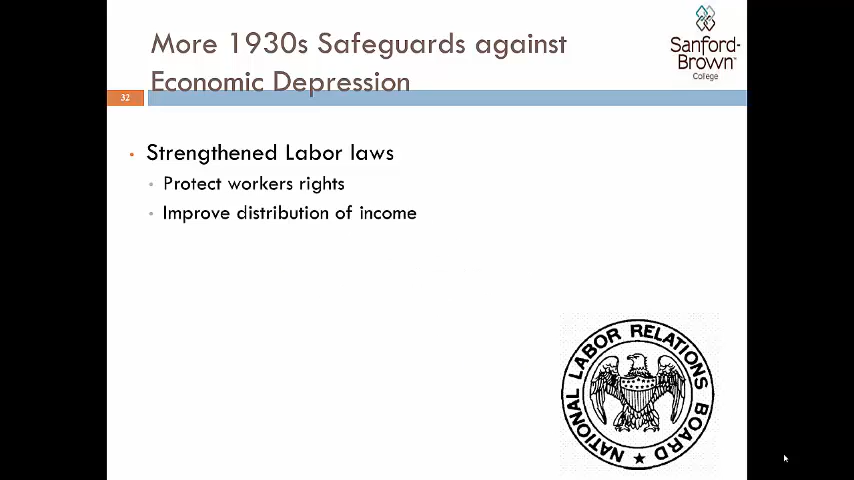 More 1930s Safeguards against
Economic Depression
Sanford-
Brown™
College
32
• Strengthened Labor laws
• Protect workers rights
• Improve distribution of income
NATIONAL LABOR RELATIONS BOARD ★